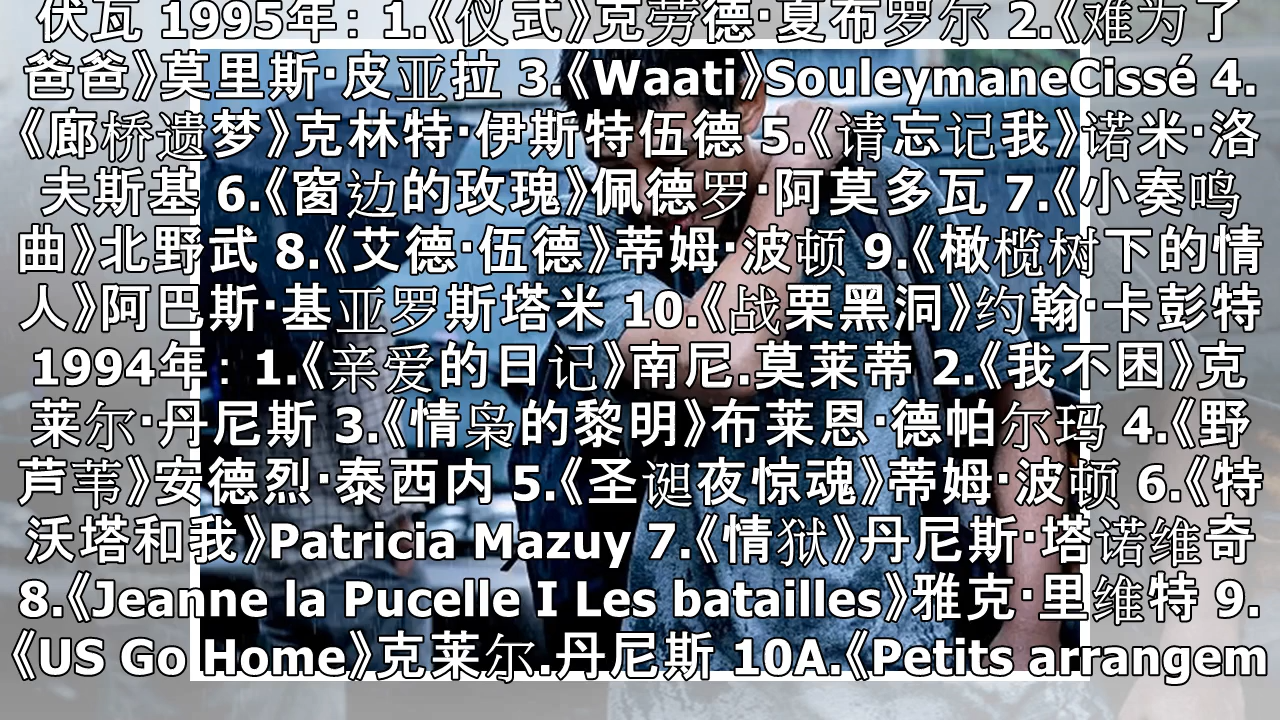 伏瓦 1995年：1.《仪式》克劳德·夏布罗尔 2.《难为了
爸爸》莫里斯·皮亚拉 3.《Waati》SouleymaneCissé 4.
《廊桥遗梦》克林特·伊斯特伍德 5.《请忘记我》诺米·洛
夫斯基 6.《窗边的玫瑰》佩德罗·阿莫多瓦 7.《小奏鸣
曲》北野武 8.《艾德·伍德》蒂姆·波顿 9.《橄榄树下的情
人》阿巴斯·基亚罗斯塔米 10.《战栗黑洞》约翰·卡彭特
1994年：1.《亲爱的日记》南尼.莫莱蒂 2.《我不困》克
莱尔·丹尼斯 3.《情枭的黎明》布莱恩·德帕尔玛 4.《野
芦苇》安德烈·泰西内 5.《圣诞夜惊魂》蒂姆·波顿 6.《特
沃塔和我》Patricia Mazuy 7.《情狱》丹尼斯·塔诺维奇
8.《Jeanne la Pucelle I Les batailles》雅克·里维特 9.
《US Go Home》克莱尔.丹尼斯 10A.《Petits arrangem